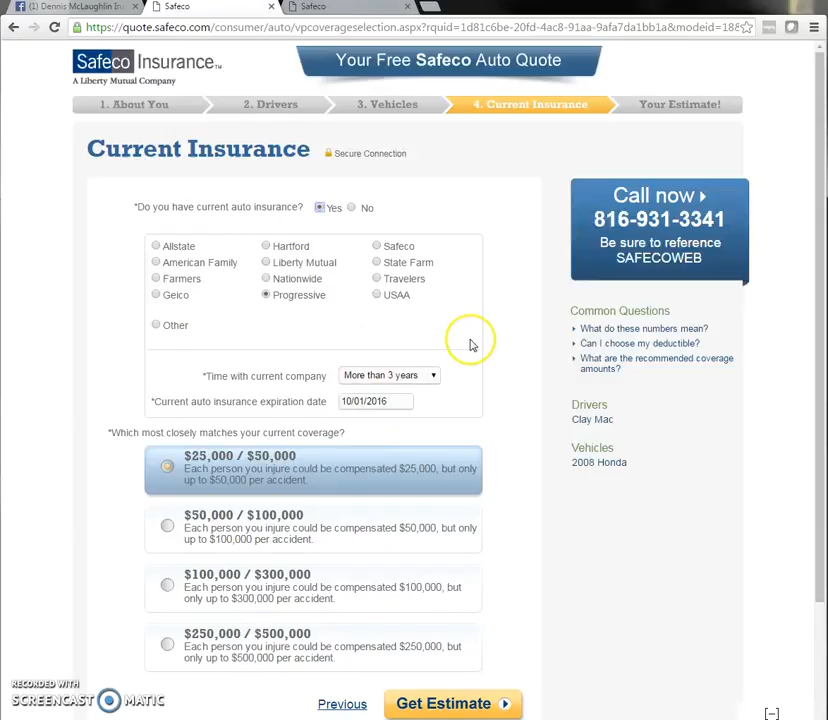 (1) Dennis McLaughlin In
Safeco
Safeco
https://quote.safeco.com/consumer/auto/vpcoverageselection.aspx?rquid=1d81c6be-20fd-4ac8-91aa-9afa7da1bb1a&modeid=188
Safeco Insurance™
A Liberty Mutual Company
Your Free Safeco Auto Quote
1. About You
2. Drivers
3. Vehicles
4. Current Insurance
Your Estimate!
Current Insurance
Secure Connection
*Do you have current auto insurance? Yes No
Allstate Hartford Safeco
American Family Liberty Mutual State Farm
Farmers Nationwide Travelers
Geico Progressive USAA
Other
*Time with current company More than 3 years
*Current auto insurance expiration date 10/01/2016
*Which most closely matches your current coverage?
$25,000 / $50,000
Each person you injure could be compensated $25,000, but only
up to $50,000 per accident.
$50,000 / $100,000
Each person you injure could be compensated $50,000, but only
up to $100,000 per accident.
$100,000 / $300,000
Each person you injure could be compensated $100,000, but
only up to $300,000 per accident.
$250,000 / $500,000
Each person you injure could be compensated $250,000, but
only up to $500,000 per accident.
Previous
Get Estimate
Call now
816-931-3341
Be sure to reference
SAFECOWEB
Common Questions
What do these numbers mean?
Can I choose my deductible?
What are the recommended coverage
amounts?
Drivers
Clay Mac
Vehicles
2008 Honda
RECORDED WITH
SCREENCAST MATIC
[–]